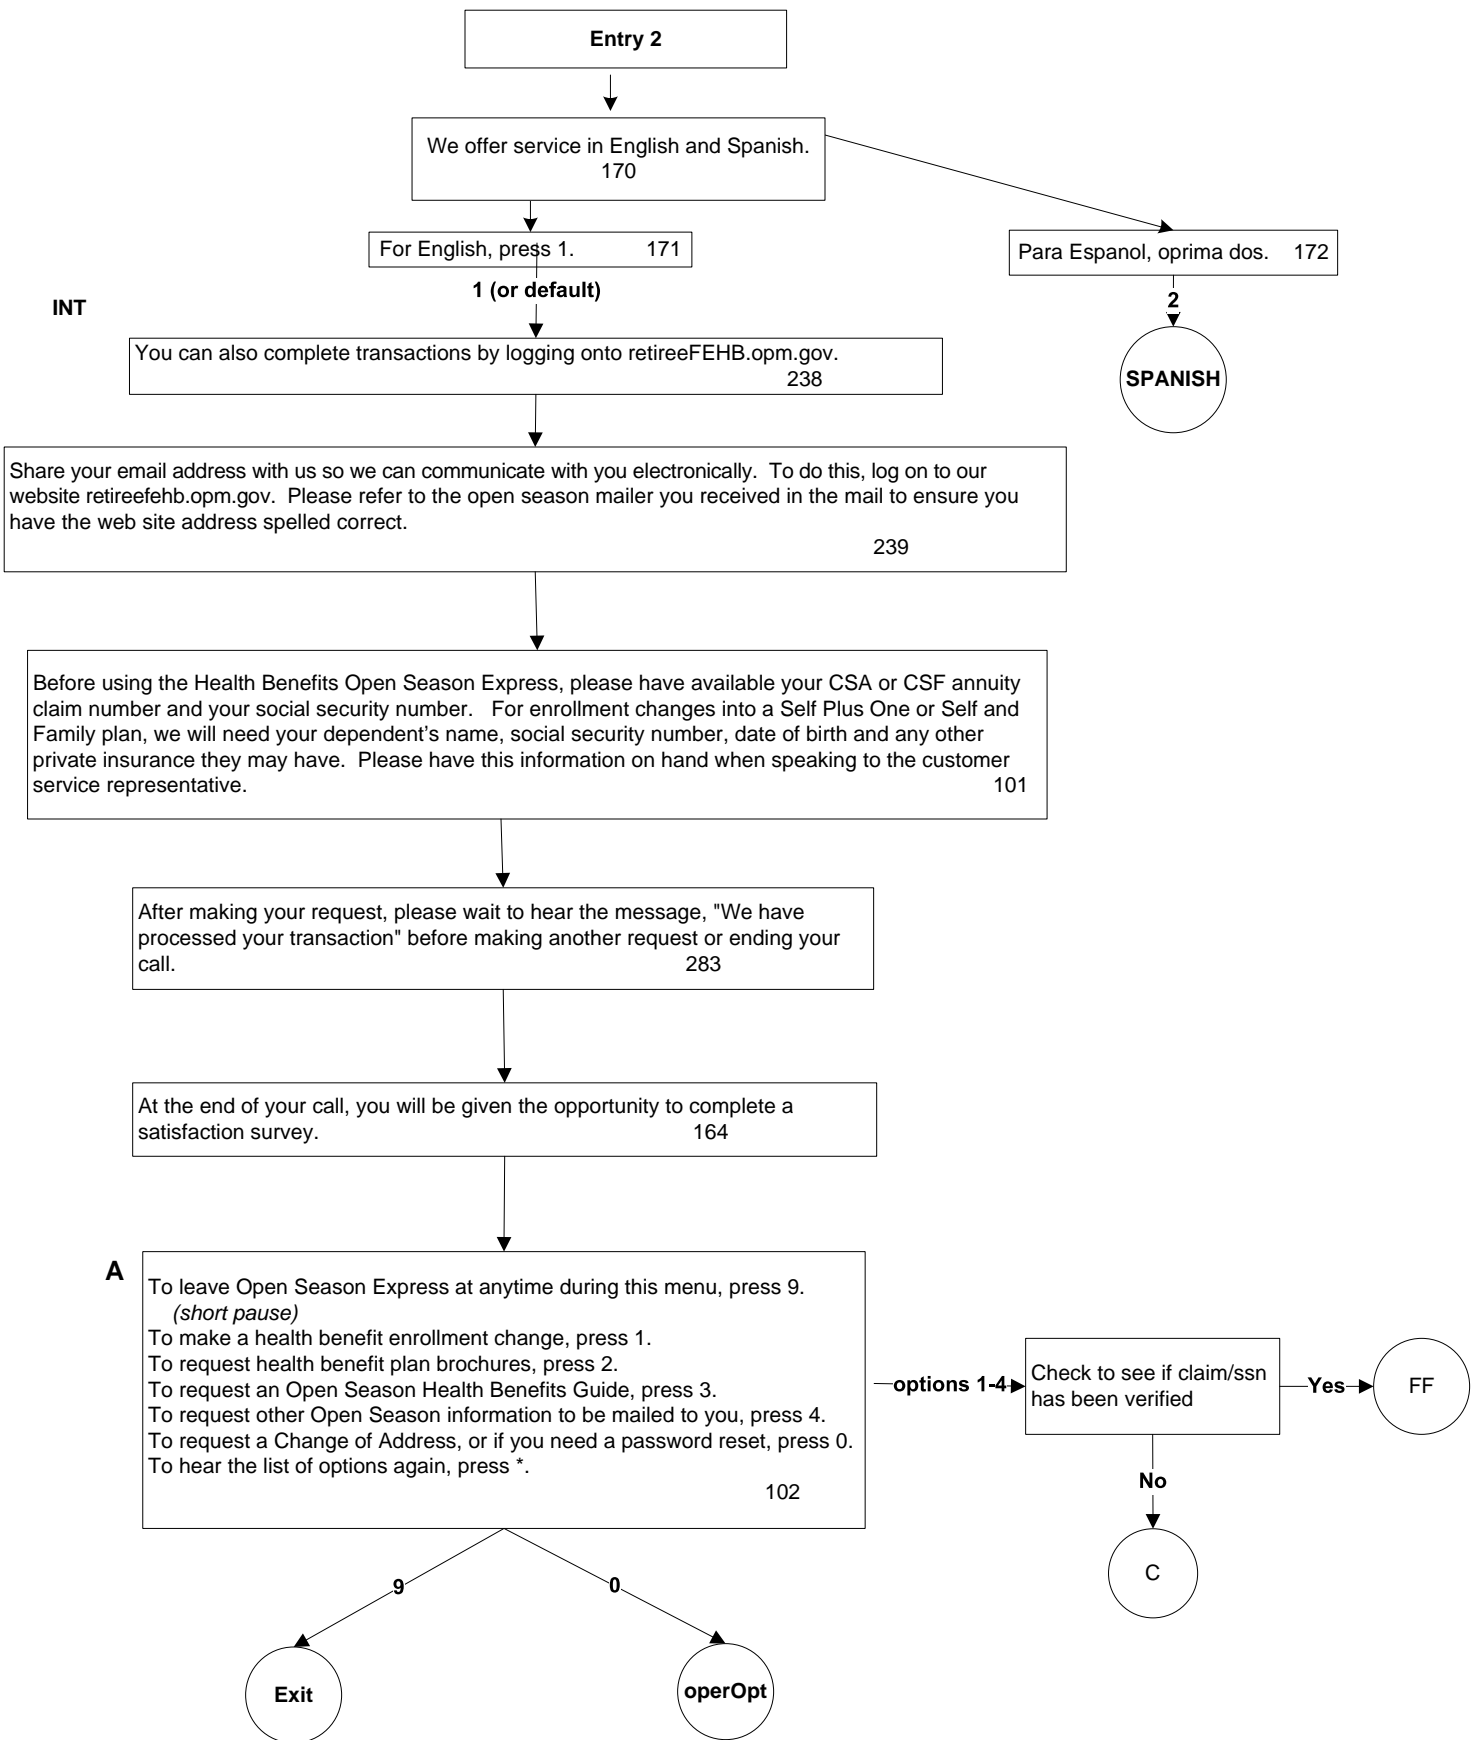 Entry 2
We offer service in English and Spanish.
170
For English, press 1. 171
Para Espanol, oprima dos. 172
1 (or default)
2
INT
SPANISH
You can also complete transactions by logging onto retireeFEHB.opm.gov.
238
Share your email address with us so we can communicate with you electronically. To do this, log on to our
website retireefehb.opm.gov. Please refer to the open season mailer you received in the mail to ensure you
have the web site address spelled correct.
239
Before using the Health Benefits Open Season Express, please have available your CSA or CSF annuity
claim number and your social security number. For enrollment changes into a Self Plus One or Self and
Family plan, we will need your dependent’s name, social security number, date of birth and any other
private insurance they may have. Please have this information on hand when speaking to the customer
service representative. 101
After making your request, please wait to hear the message, "We have
processed your transaction" before making another request or ending your
call. 283
At the end of your call, you will be given the opportunity to complete a
satisfaction survey. 164
A
To leave Open Season Express at anytime during this menu, press 9.
(short pause)
To make a health benefit enrollment change, press 1.
To request health benefit plan brochures, press 2.
To request an Open Season Health Benefits Guide, press 3.
To request other Open Season information to be mailed to you, press 4.
To request a Change of Address, or if you need a password reset, press 0.
To hear the list of options again, press *.
102
options 1-4
Check to see if claim/ssn
has been verified
Yes
FF
No
C
9
0
Exit
operOpt